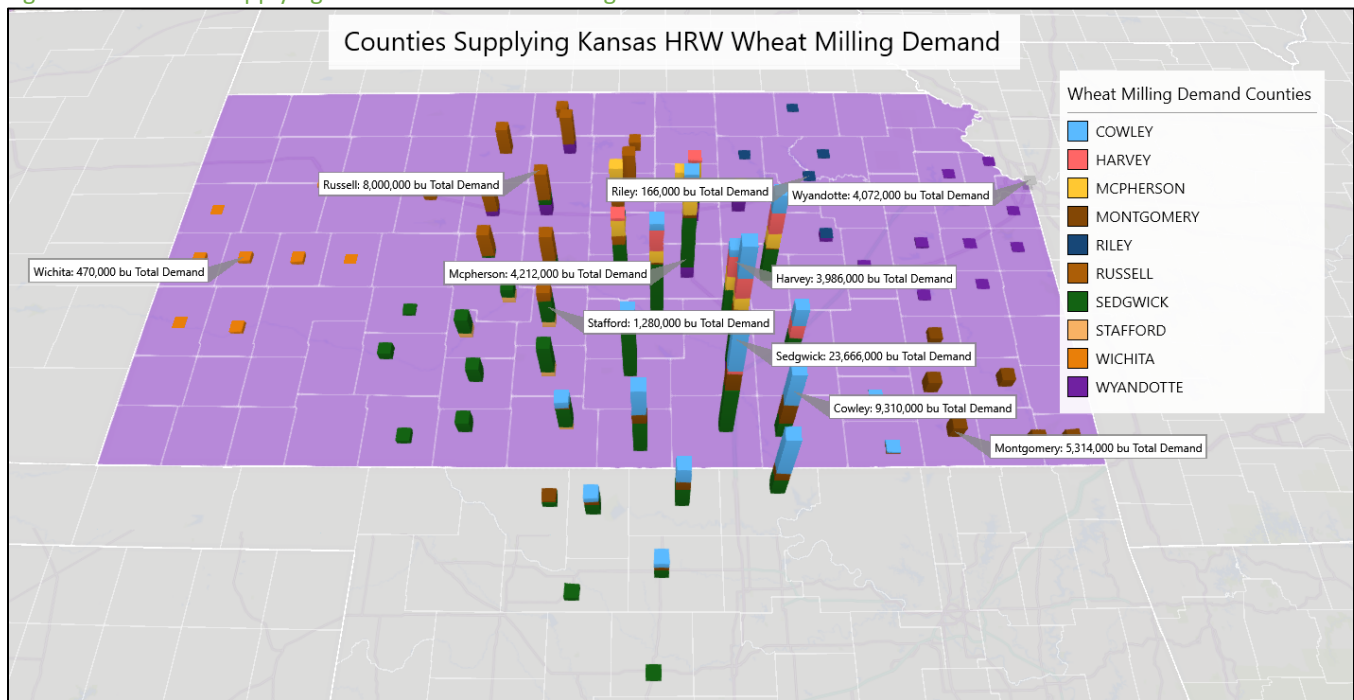 Counties Supplying Kansas HRW Wheat Milling Demand
Wheat Milling Demand Counties
COWLEY
HARVEY
MCPHERSON
MONTGOMERY
RILEY
RUSSELL
SEDGWICK
STAFFORD
WICHITA
WYANDOTTE
Russell: 8,000,000 bu Total Demand
Riley: 166,000 bu Total Demand
Wyandotte: 4,072,000 bu Total Demand
Wichita: 470,000 bu Total Demand
Mcpherson: 4,212,000 bu Total Demand
Harvey: 3,986,000 bu Total Demand
Stafford: 1,280,000 bu Total Demand
Sedgwick: 23,666,000 bu Total Demand
Cowley: 9,310,000 bu Total Demand
Montgomery: 5,314,000 bu Total Demand